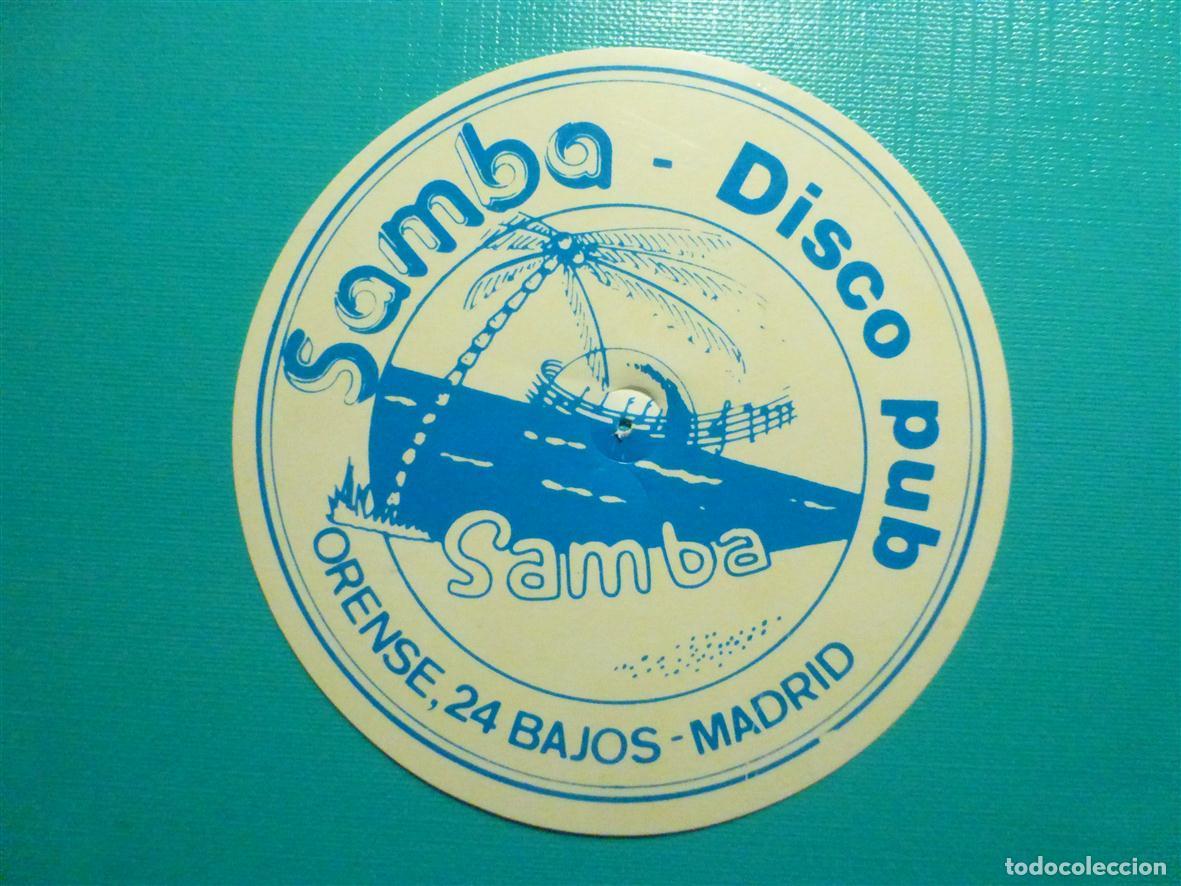 Samba - Disco pub
Samba
ORENSE, 24 BAJOS - MADRID
todocoleccion